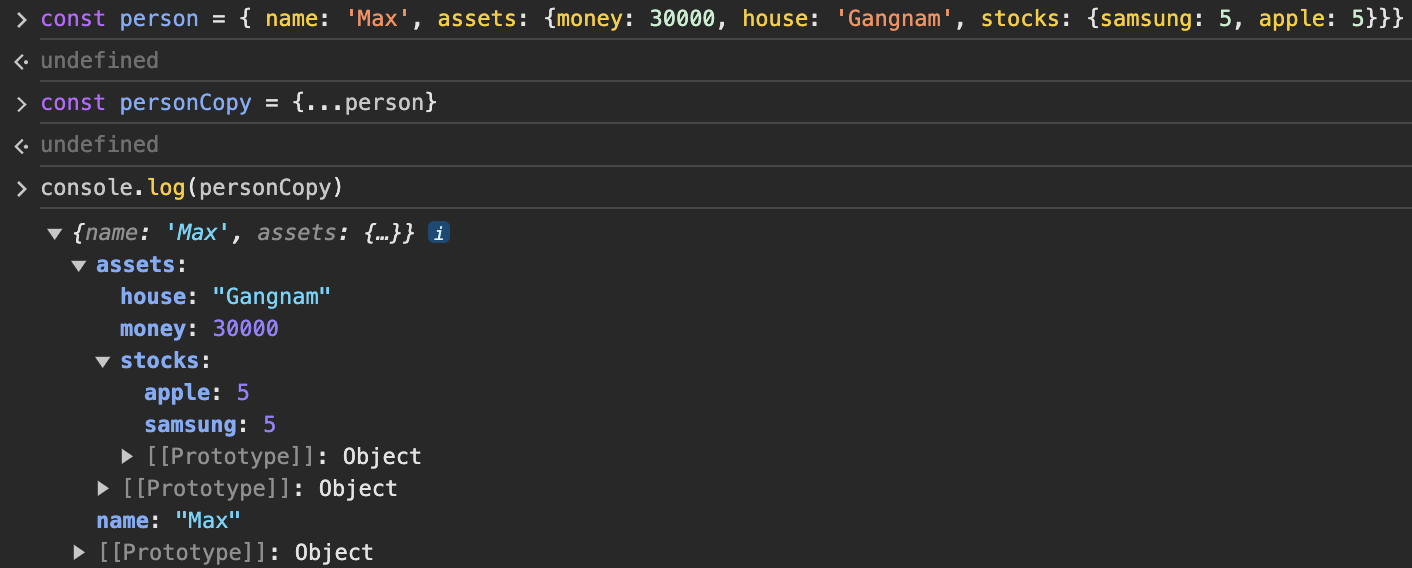 > const person = { name: 'Max', assets: {money: 30000, house: 'Gangnam', stocks: {samsung: 5, apple: 5}}}
undefined
> const personCopy = {...person}
undefined
> console.log(personCopy)
▼ {name: 'Max', assets: {…}} i
▼ assets:
house: "Gangnam"
money: 30000
▼ stocks:
apple: 5
samsung: 5
▶ [[Prototype]]: Object
▶ [[Prototype]]: Object
name: "Max"
▶ [[Prototype]]: Object